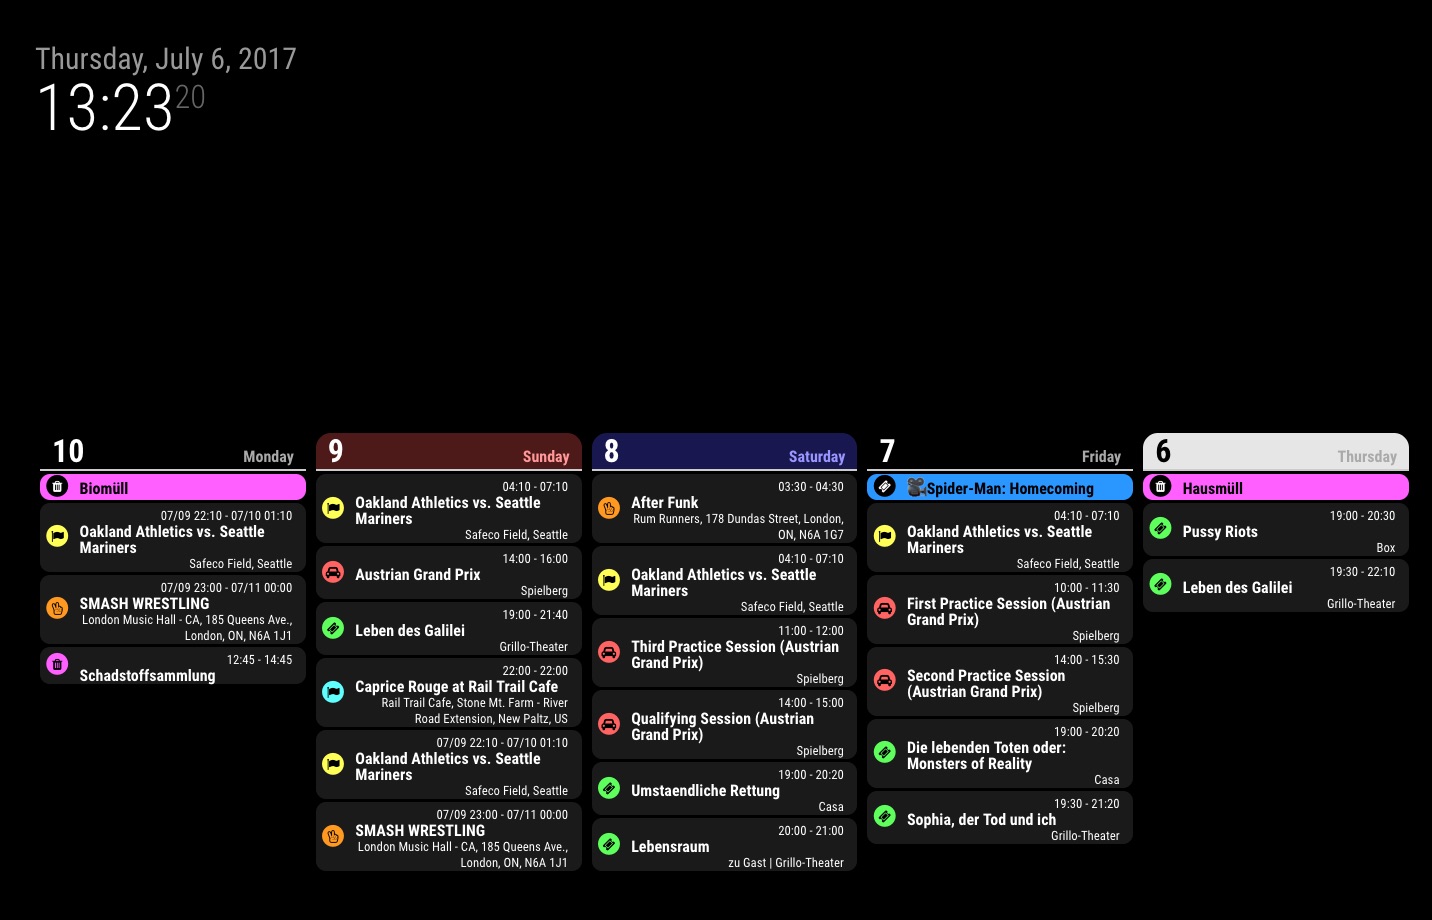 Thursday, July 6, 2017
13:23 20
10 Monday
Biomüll
07/09 22:10 - 07/10 01:10
Oakland Athletics vs. Seattle
Mariners
Safeco Field, Seattle
07/09 23:00 - 07/11 00:00
SMASH WRESTLING
London Music Hall - CA, 185 Queens Ave.,
London, ON, N6A 1J1
12:45 - 14:45
Schadstoffsammlung
9 Sunday
04:10 - 07:10
Oakland Athletics vs. Seattle
Mariners
Safeco Field, Seattle
14:00 - 16:00
Austrian Grand Prix
Spielberg
19:00 - 21:40
Leben des Galilei
Grillo-Theater
22:00 - 22:00
Caprice Rouge at Rail Trail Cafe
Rail Trail Cafe, Stone Mt. Farm - River
Road Extension, New Paltz, US
07/09 22:10 - 07/10 01:10
Oakland Athletics vs. Seattle
Mariners
Safeco Field, Seattle
07/09 23:00 - 07/11 00:00
SMASH WRESTLING
London Music Hall - CA, 185 Queens Ave.,
London, ON, N6A 1J1
8 Saturday
03:30 - 04:30
After Funk
Rum Runners, 178 Dundas Street, London,
ON, N6A 1G7
04:10 - 07:10
Oakland Athletics vs. Seattle
Mariners
Safeco Field, Seattle
11:00 - 12:00
Third Practice Session (Austrian
Grand Prix)
Spielberg
14:00 - 15:00
Qualifying Session (Austrian
Grand Prix)
Spielberg
19:00 - 20:20
Umstaendliche Rettung
Casa
20:00 - 21:00
Lebensraum
zu Gast | Grillo-Theater
7 Friday
Spider-Man: Homecoming
04:10 - 07:10
Oakland Athletics vs. Seattle
Mariners
Safeco Field, Seattle
10:00 - 11:30
First Practice Session (Austrian
Grand Prix)
Spielberg
14:00 - 15:30
Second Practice Session
(Austrian Grand Prix)
Spielberg
19:00 - 20:20
Die lebenden Toten oder:
Monsters of Reality
Casa
19:30 - 21:20
Sophia, der Tod und ich
Grillo-Theater
6 Thursday
Hausmüll
19:00 - 20:30
Pussy Riots
Box
19:30 - 22:10
Leben des Galilei
Grillo-Theater